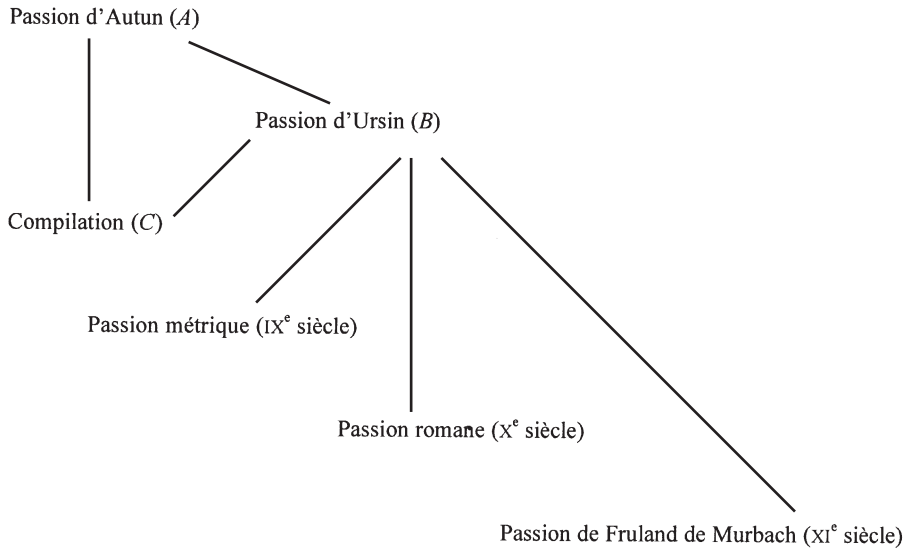 Passion d'Autun (A)
Passion d'Ursin (B)
Compilation (C)
Passion métrique (IXe siècle)
Passion romane (Xe siècle)
Passion de Fruland de Murbach (XIe siècle)